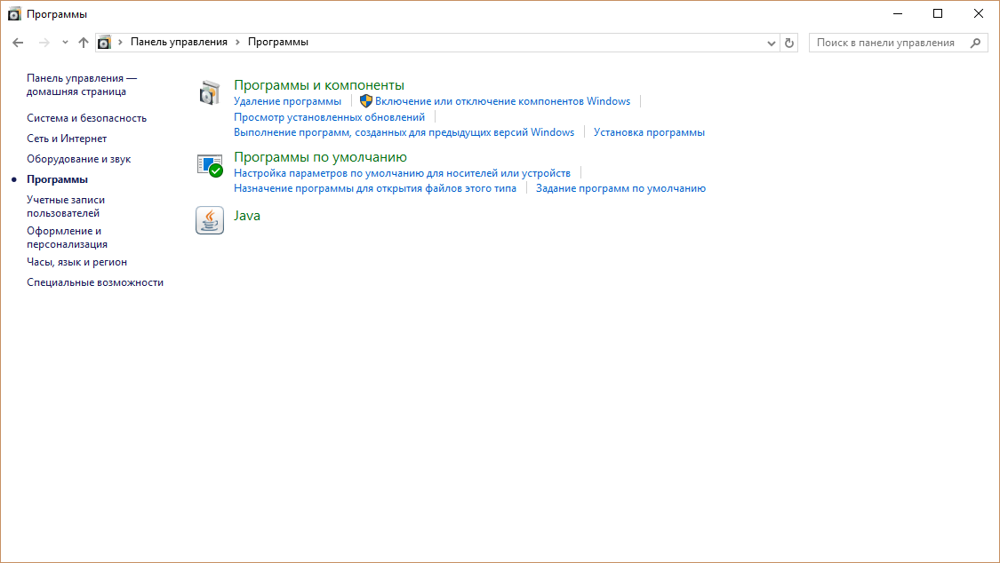 Программы
Панель управления Программы
Поиск в панели управления
Панель управления —
домашняя страница
Система и безопасность
Сеть и Интернет
Оборудование и звук
Программы
Учетные записи
пользователей
Оформление и
персонализация
Часы, язык и регион
Специальные возможности
Программы и компоненты
Удаление программы Включение или отключение компонентов Windows
Просмотр установленных обновлений
Выполнение программ, созданных для предыдущих версий Windows Установка программы
Программы по умолчанию
Настройка параметров по умолчанию для носителей или устройств
Назначение программы для открытия файлов этого типа Задание программ по умолчанию
Java